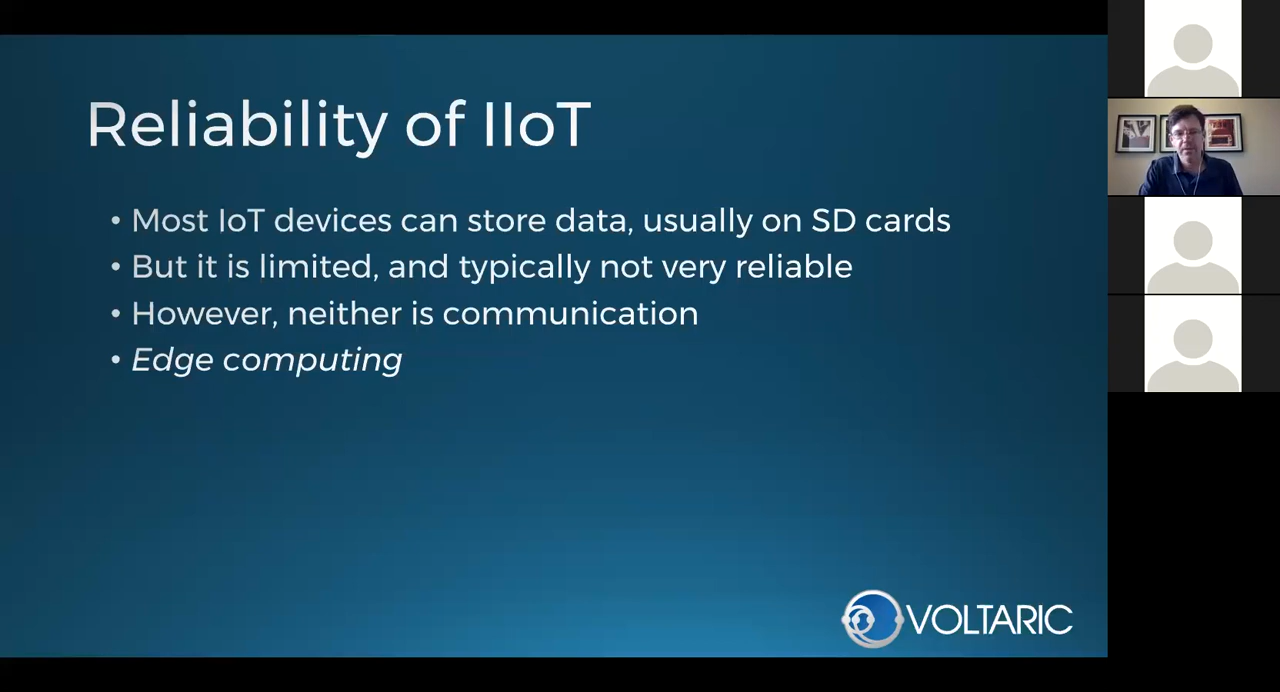 Reliability of IIoT
• Most IoT devices can store data, usually on SD cards
• But it is limited, and typically not very reliable
• However, neither is communication
• Edge computing
VOLTARIC